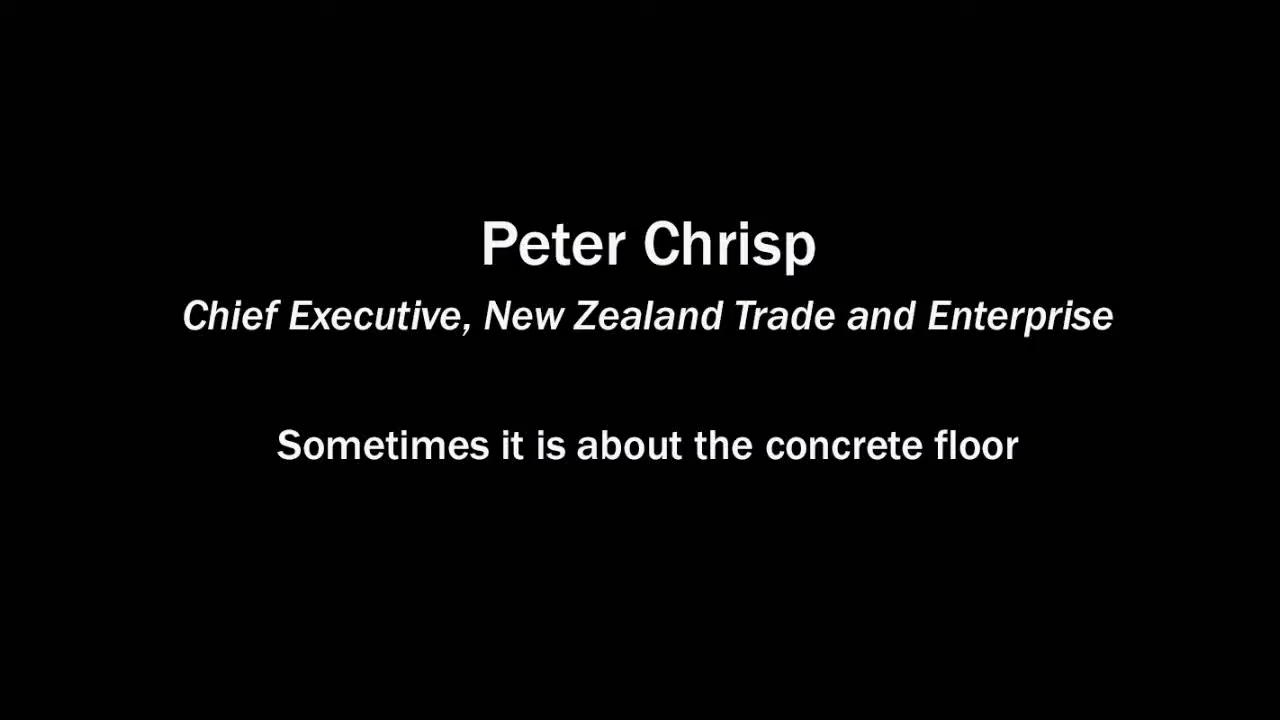 Peter Chrisp
Chief Executive, New Zealand Trade and Enterprise
Sometimes it is about the concrete floor